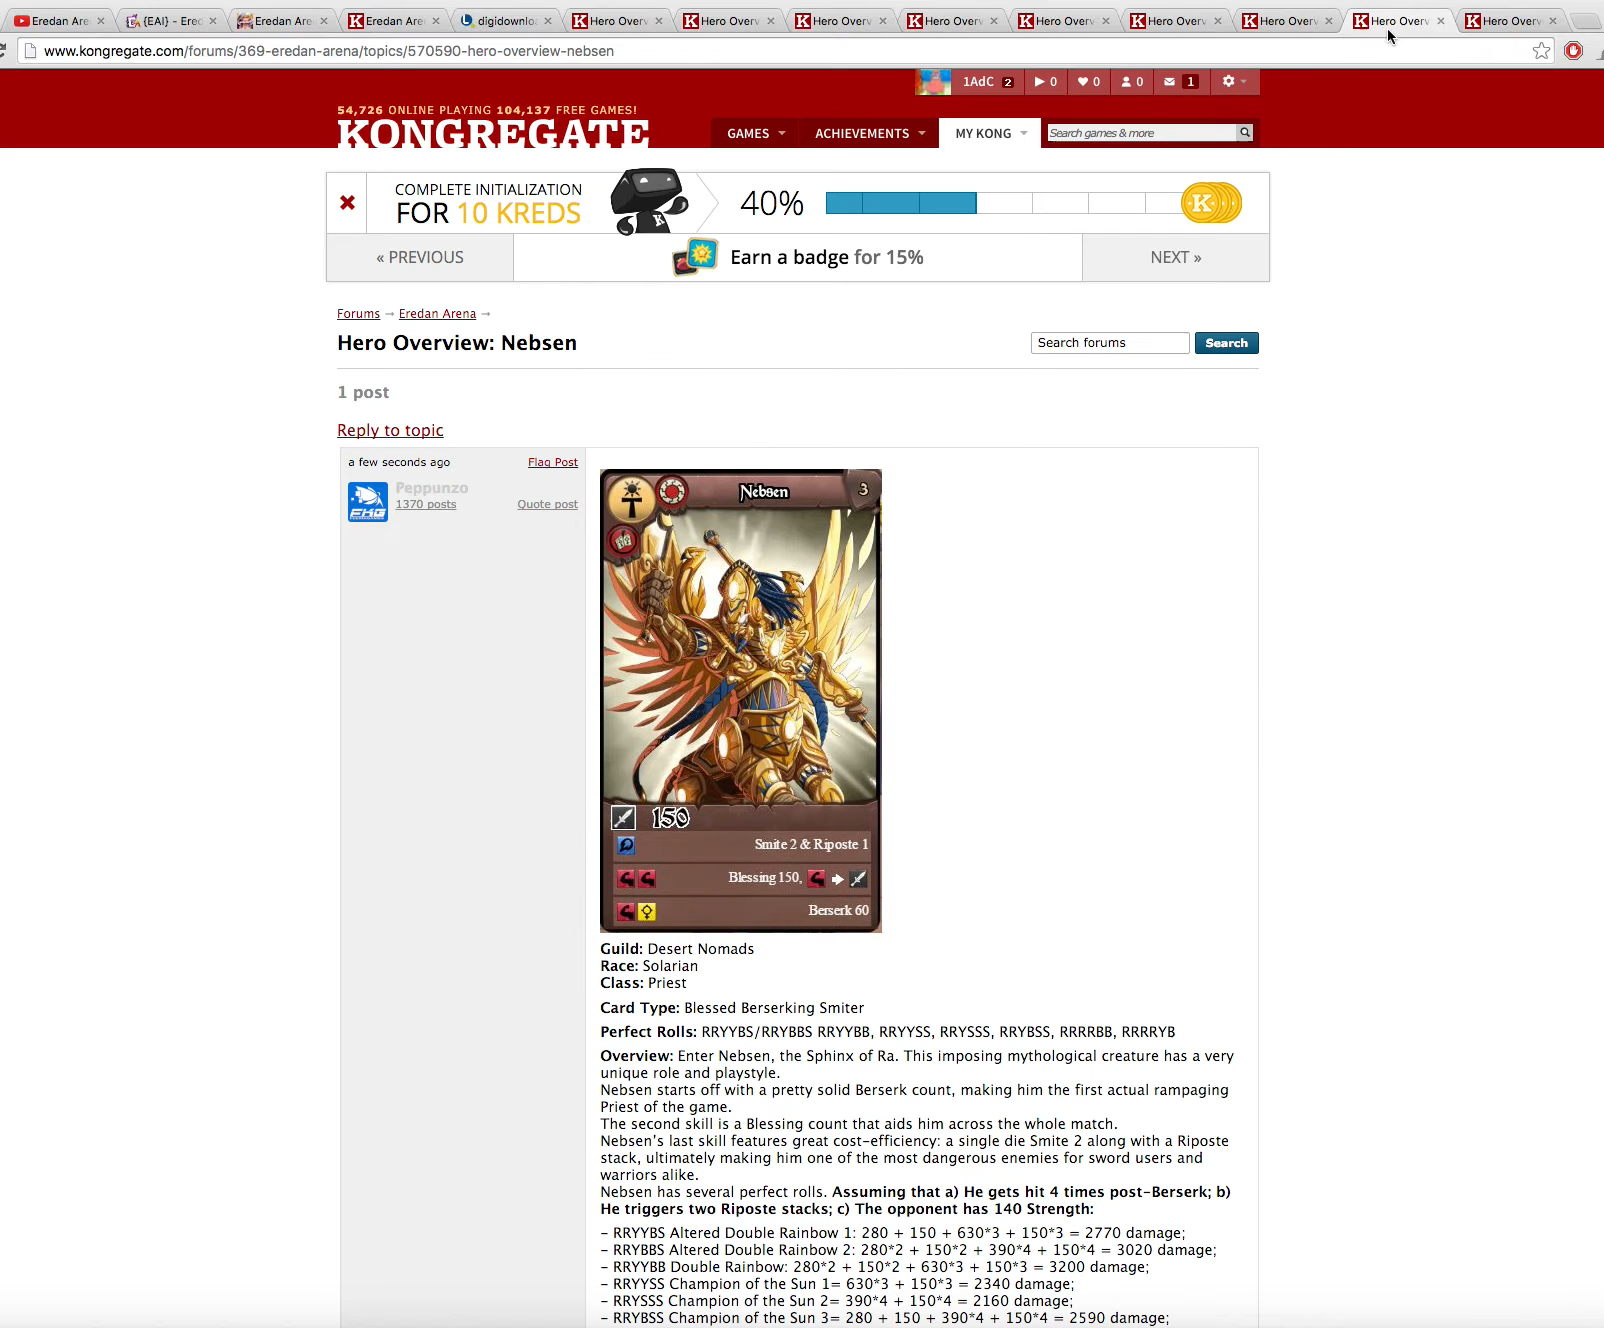 Eredan Are
{EAI} - Ered
Eredan Are
Eredan Are
digidownlo
Hero Overv
Hero Overv
Hero Overv
Hero Overv
Hero Overv
Hero Overv
Hero Overv
Hero Overv
Hero Overv
www.kongregate.com/forums/369-eredan-arena/topics/570590-hero-overview-nebsen
1AdC 2 0 0 0 1
54,726 ONLINE PLAYING 104,137 FREE GAMES!
KONGREGATE
GAMES ACHIEVEMENTS MY KONG Search games & more
COMPLETE INITIALIZATION
FOR 10 KREDS
40%
K
« PREVIOUS
Earn a badge for 15%
NEXT »
Forums → Eredan Arena →
Hero Overview: Nebsen
Search forums
Search
1 post
Reply to topic
a few seconds ago
Flag Post
Peppunzo
1370 posts
Quote post
Nebsen
3
150
Smite 2 & Riposte 1
Blessing 150,
Berserk 60
Guild: Desert Nomads
Race: Solarian
Class: Priest
Card Type: Blessed Berserking Smiter
Perfect Rolls: RRYYBS/RRYBBS RRYYBB, RRYYSS, RRYSSS, RRYBSS, RRRRBB, RRRRYB
Overview: Enter Nebsen, the Sphinx of Ra. This imposing mythological creature has a very
unique role and playstyle.
Nebsen starts off with a pretty solid Berserk count, making him the first actual rampaging
Priest of the game.
The second skill is a Blessing count that aids him across the whole match.
Nebsen's last skill features great cost-efficiency: a single die Smite 2 along with a Riposte
stack, ultimately making him one of the most dangerous enemies for sword users and
warriors alike.
Nebsen has several perfect rolls. Assuming that a) He gets hit 4 times post-Berserk; b)
He triggers two Riposte stacks; c) The opponent has 140 Strength:
- RRYYBS Altered Double Rainbow 1: 280 + 150 + 630*3 + 150*3 = 2770 damage;
- RRYBBS Altered Double Rainbow 2: 280*2 + 150*2 + 390*4 + 150*4 = 3020 damage;
- RRYYBB Double Rainbow: 280*2 + 150*2 + 630*3 + 150*3 = 3200 damage;
- RRYYSS Champion of the Sun 1= 630*3 + 150*3 = 2340 damage;
- RRYSSS Champion of the Sun 2= 390*4 + 150*4 = 2160 damage;
- RRYBSS Champion of the Sun 3= 280 + 150 + 390*4 + 150*4 = 2590 damage;